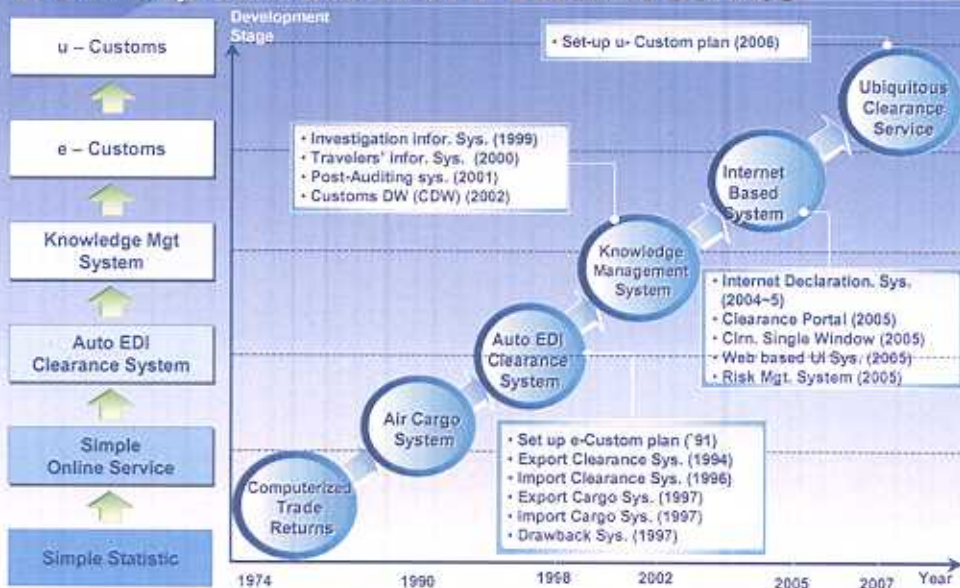 Development
Stage
u – Customs
e – Customs
Knowledge Mgt
System
Auto EDI
Clearance System
Simple
Online Service
Simple Statistic
• Set-up u- Custom plan (2006)
Ubiquitous
Clearance
Service
• Investigation infor. Sys. (1999)
• Travelers' infor. Sys. (2000)
• Post-Auditing sys. (2001)
• Customs DW (CDW) (2002)
Internet
Based
System
Knowledge
Management
System
• Internet Declaration. Sys.
(2004~5)
• Clearance Portal (2005)
• Clrn. Single Window (2005)
• Web based UI Sys. (2005)
• Risk Mgt. System (2005)
Auto EDI
Clearance
System
Air Cargo
System
• Set up e-Custom plan ('91)
• Export Clearance Sys. (1994)
• Import Clearance Sys. (1996)
• Export Cargo Sys. (1997)
• Import Cargo Sys. (1997)
• Drawback Sys. (1997)
Computerized
Trade
Returns
1974
1990
1998
2002
2005
2007
Year